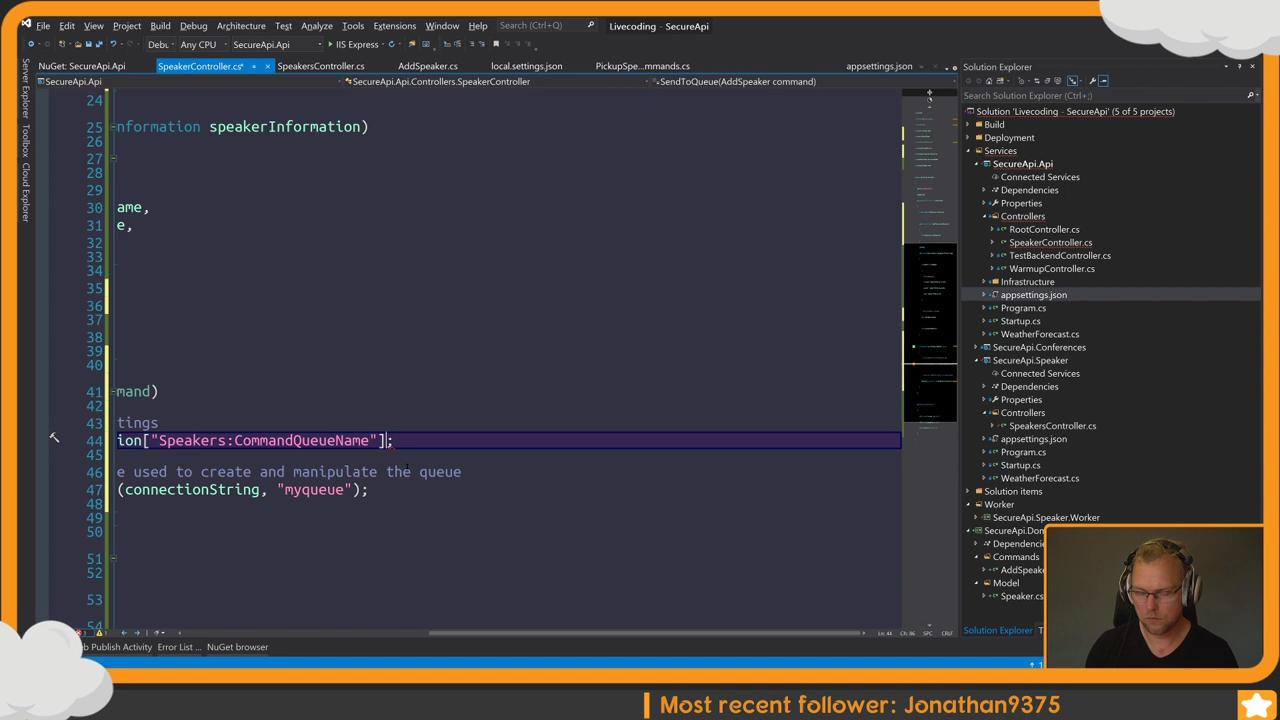 File Edit View Project Build Debug Architecture Test Analyze Tools Extensions Window Help Search (Ctrl+Q) Livecoding - SecureApi
Any CPU SecureApi.Api IIS Express
NuGet: SecureApi.Api SpeakerController.cs* SpeakersController.cs AddSpeaker.cs local.settings.json PickupSpe...mmands.cs appsettings.json
SecureApi.Api SecureApi.Api.Controllers.SpeakerController SendToQueue(AddSpeaker command)
Server Explorer Toolbox Cloud Explorer
24
25 nformation speakerInformation)
26
27
28
29
30 ame,
31 e,
32
33
34
35
36
37
38
39
40
41 mand)
42
43 tings
44 ion["Speakers:CommandQueueName"];
45
46 e used to create and manipulate the queue
47 (connectionString, "myqueue");
48
49
50
51
52
53
54
Ln: 44 Ch: 86 SPC CRLF
b Publish Activity Error List ... NuGet browser
Solution Explorer
Search Solution Explorer (Ctrl+;)
Solution 'Livecoding - SecureApi' (5 of 5 projects)
Build
Deployment
Services
SecureApi.Api
Connected Services
Dependencies
Properties
Controllers
RootController.cs
SpeakerController.cs
TestBackendController.cs
WarmupController.cs
Infrastructure
appsettings.json
Program.cs
Startup.cs
WeatherForecast.cs
SecureApi.Conferences
SecureApi.Speaker
Connected Services
Dependencies
Properties
Controllers
SpeakersController.cs
appsettings.json
Program.cs
Startup.cs
WeatherForecast.cs
Solution items
Worker
SecureApi.Speaker.Worker
SecureApi.Dom
Dependencie
Commands
AddSpeake
Model
Speaker.cs
Solution Explorer T
Most recent follower: Jonathan9375